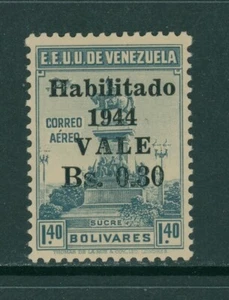 E.E.U.U. DE VENEZUELA
Habilitado
CORREO
AÉREO
1944
VALE
Bs. 0.30
SUCRE
1.40 BOLIVARES 1.40